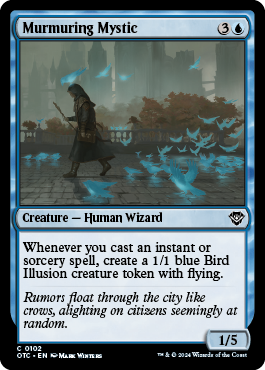 Murmuring Mystic 3
Creature — Human Wizard
Whenever you cast an instant or
sorcery spell, create a 1/1 blue Bird
Illusion creature token with flying.
Rumors float through the city like
crows, alighting on citizens seemingly at
random.
1/5
C 0102
OTC • EN Mark Winters
™ & © 2024 Wizards of the Coast